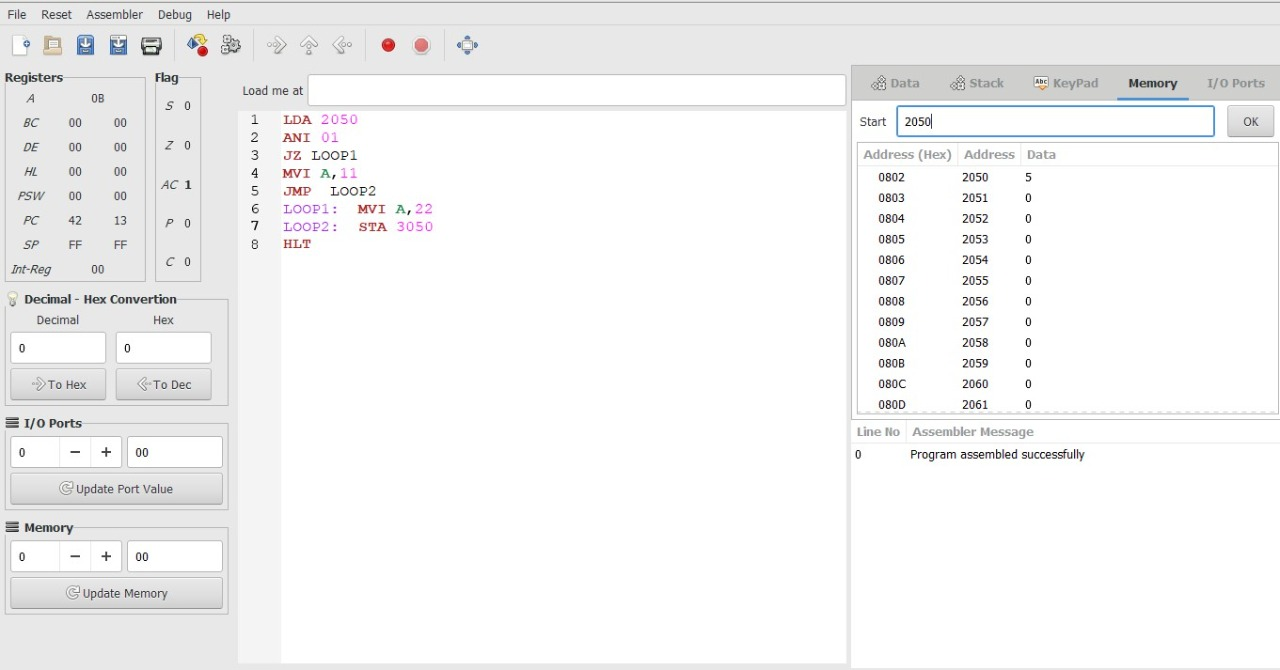 File Reset Assembler Debug Help
Registers
A 0B
BC 00 00
DE 00 00
HL 00 00
PSW 00 00
PC 42 13
SP FF FF
Int-Reg 00
Flag
S 0
Z 0
AC 1
P 0
C 0
Decimal - Hex Convertion
Decimal Hex
0 0
To Hex To Dec
I/O Ports
0 − + 00
Update Port Value
Memory
0 − + 00
Update Memory
Load me at
1 LDA 2050
2 ANI 01
3 JZ LOOP1
4 MVI A,11
5 JMP LOOP2
6 LOOP1: MVI A,22
7 LOOP2: STA 3050
8 HLT
Data Stack Abc KeyPad Memory I/O Ports
Start 2050 OK
Address (Hex) Address Data
0802 2050 5
0803 2051 0
0804 2052 0
0805 2053 0
0806 2054 0
0807 2055 0
0808 2056 0
0809 2057 0
080A 2058 0
080B 2059 0
080C 2060 0
080D 2061 0
Line No Assembler Message
0 Program assembled successfully